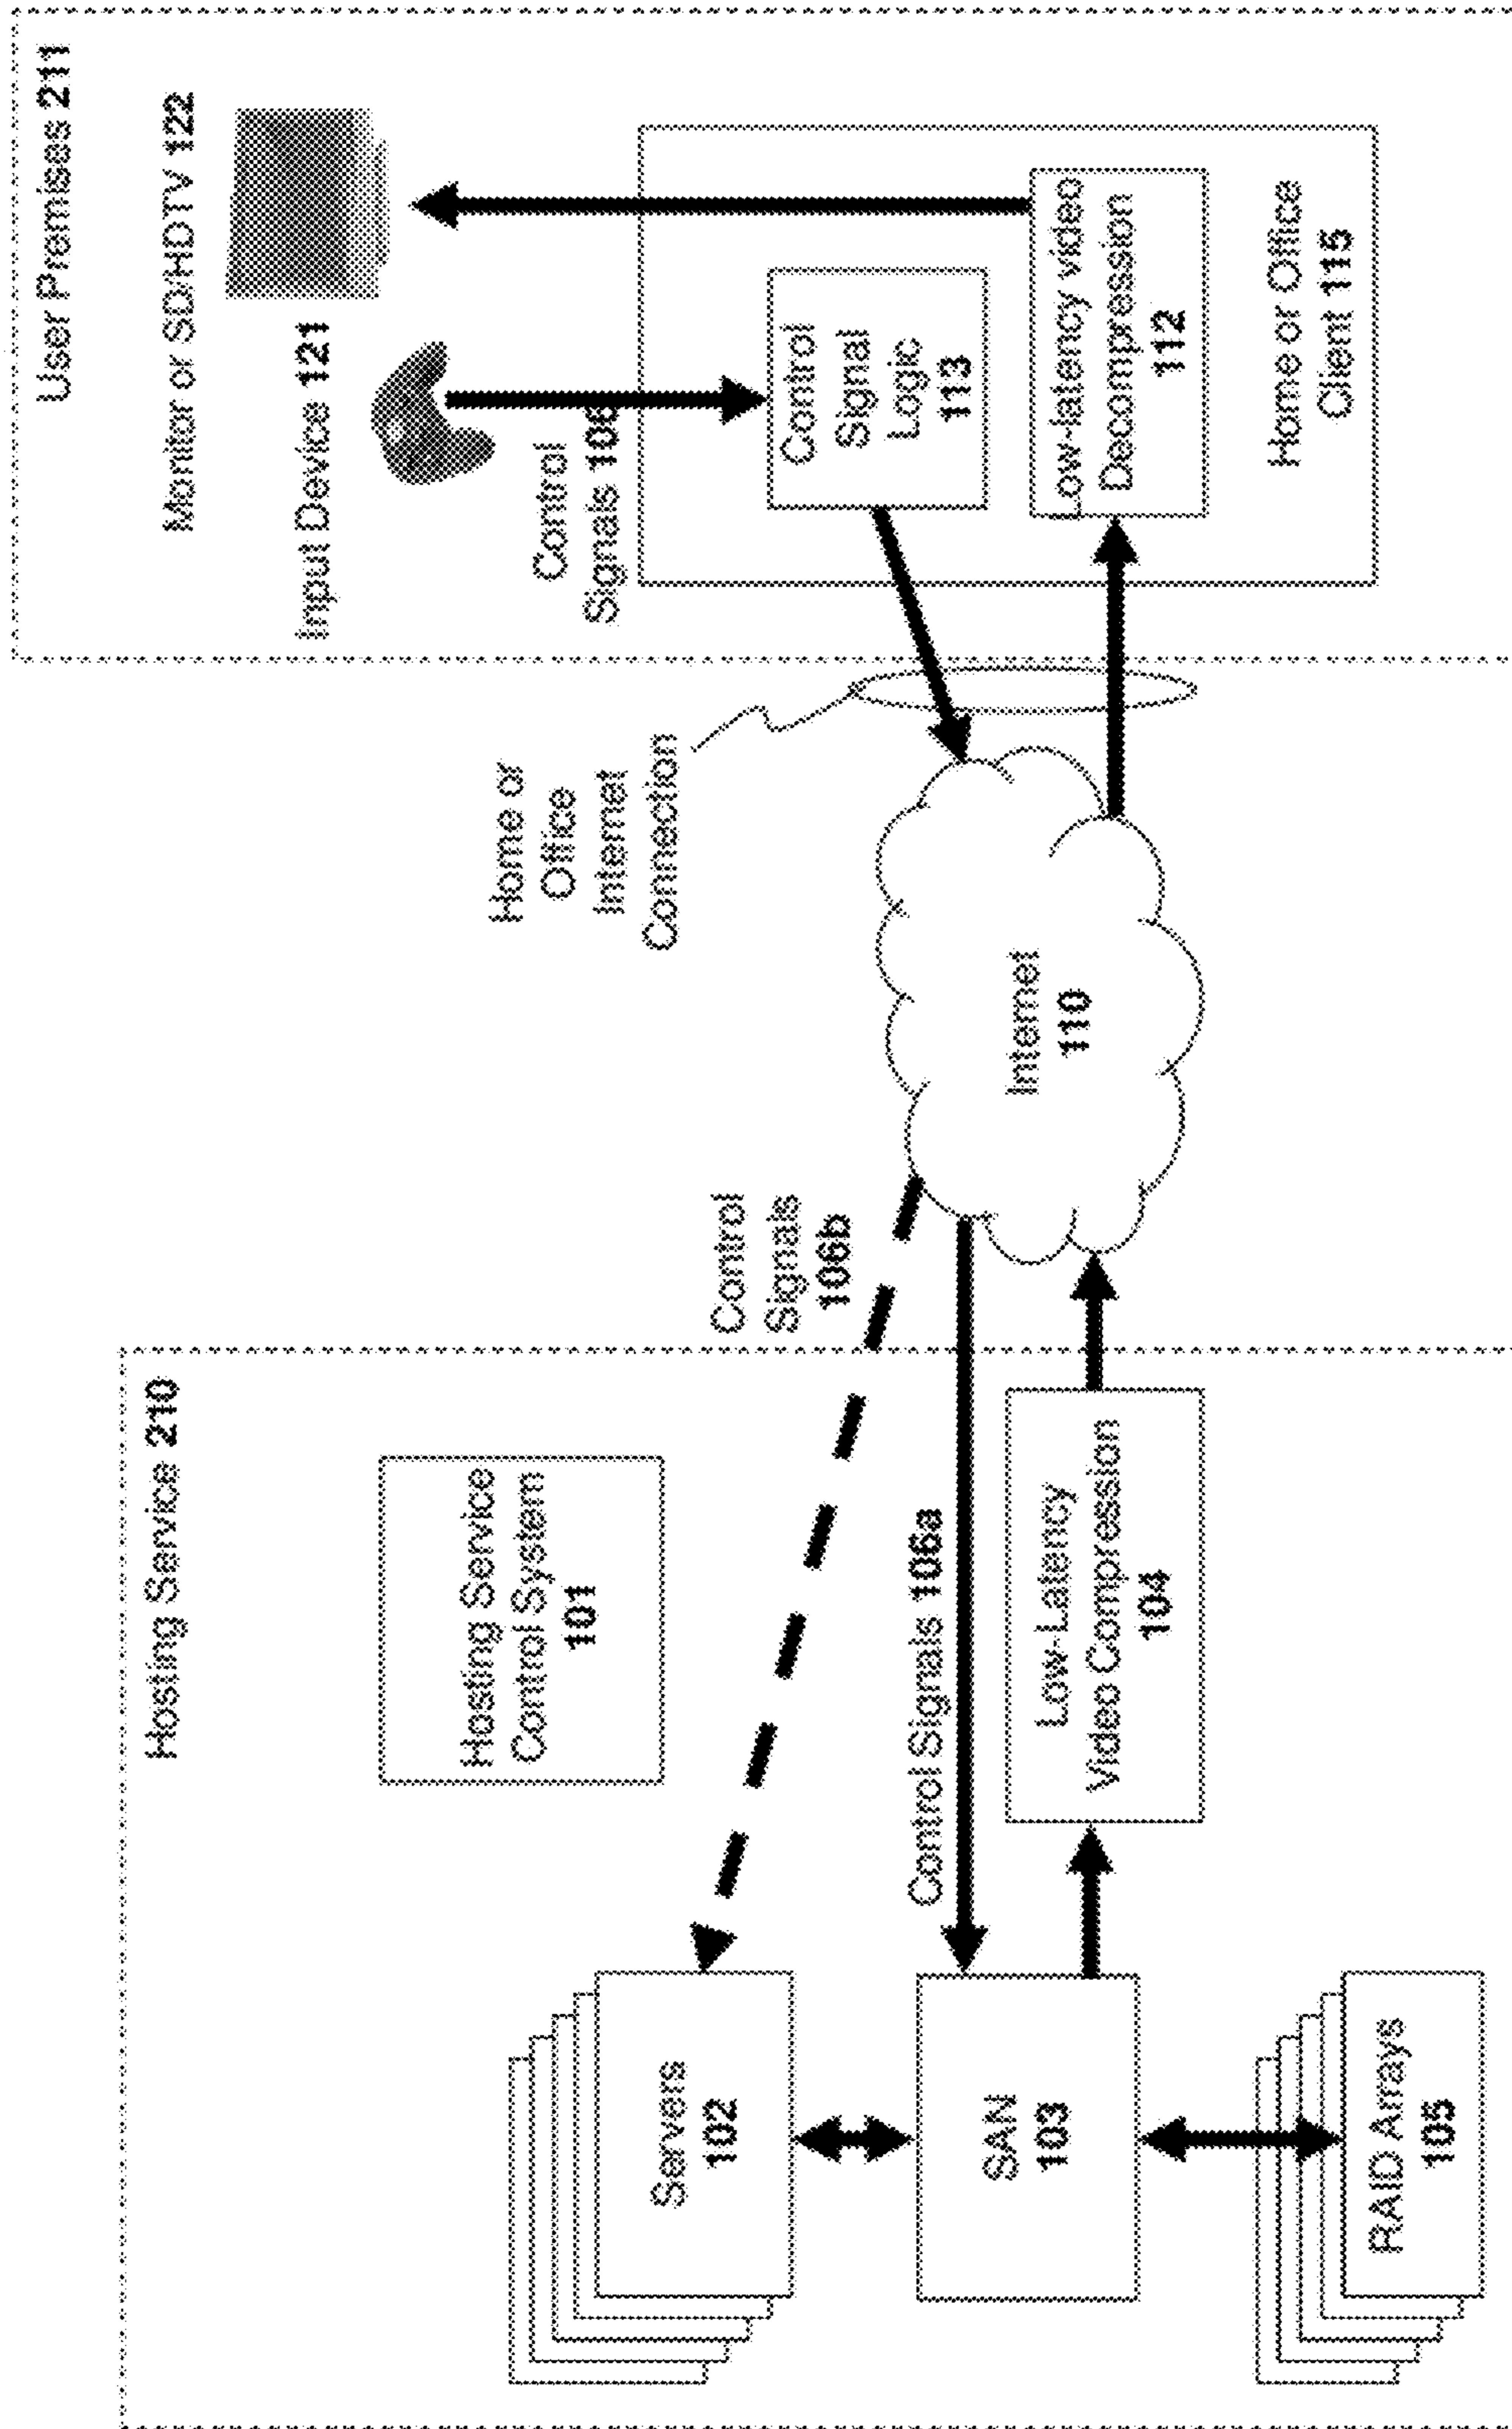 Hosting Service 210
Hosting Service
Control System
101
Servers
102
SAN
103
RAID Arrays
105
Control Signals 106a
Low-Latency
Video Compression
104
Control
Signals
106b
Internet
110
Home or
Office
Internet
Connection
User Premises 211
Monitor or SD/HDTV 122
Input Device 121
Control
Signals 106
Control
Signal
Logic
113
Low-latency video
Decompression
112
Home or Office
Client 115